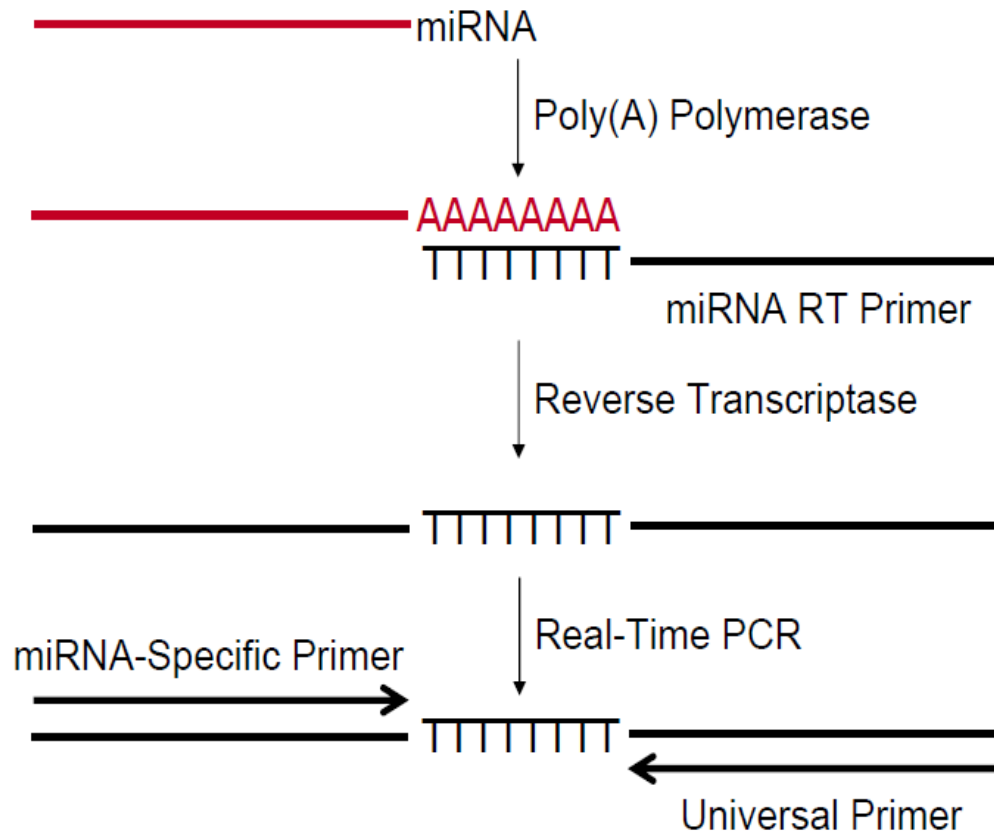 miRNA
Poly(A) Polymerase
AAAAAAAA
TTTTTTTT
miRNA RT Primer
Reverse Transcriptase
TTTTTTTT
Real-Time PCR
miRNA-Specific Primer
TTTTTTTT
Universal Primer